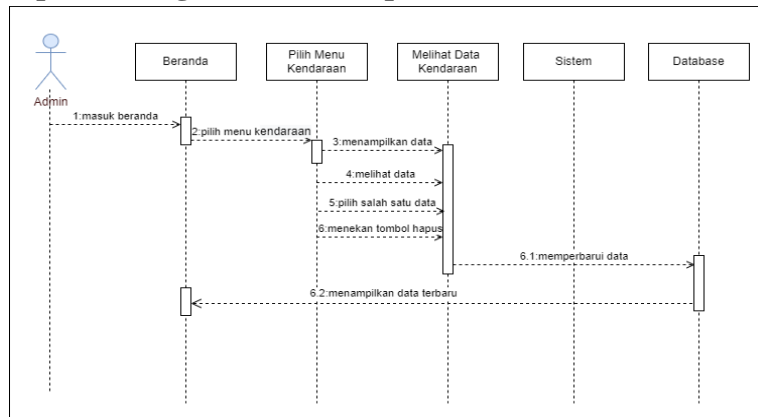 Beranda
Pilih Menu
Kendaraan
Melihat Data
Kendaraan
Sistem
Database
Admin
1:masuk beranda
2:pilih menu kendaraan
3:menampilkan data
4:melihat data
5:pilih salah satu data
6:menekan tombol hapus
6.1:memperbarui data
6.2:menampilkan data terbaru